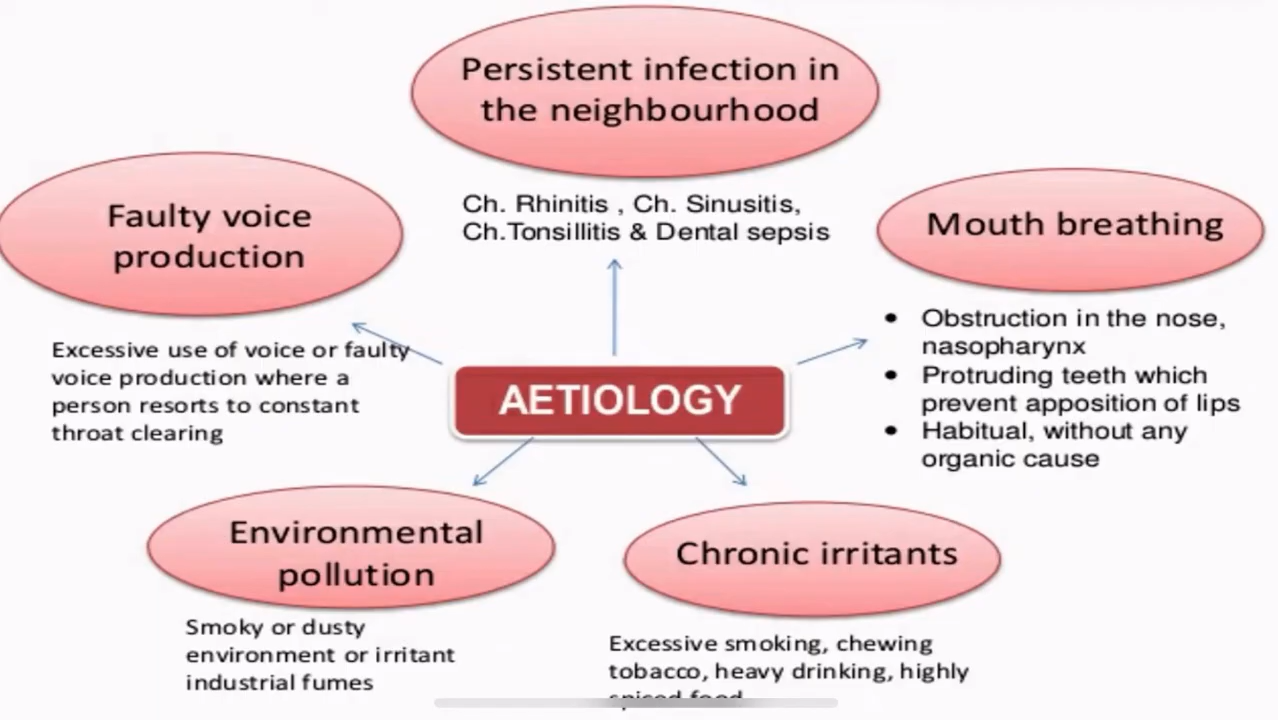 Persistent infection in
the neighbourhood
Ch. Rhinitis , Ch. Sinusitis,
Ch.Tonsillitis & Dental sepsis
Faulty voice
production
Excessive use of voice or faulty
voice production where a
person resorts to constant
throat clearing
Mouth breathing
• Obstruction in the nose,
nasopharynx
• Protruding teeth which
prevent apposition of lips
• Habitual, without any
organic cause
AETIOLOGY
Environmental
pollution
Smoky or dusty
environment or irritant
industrial fumes
Chronic irritants
Excessive smoking, chewing
tobacco, heavy drinking, highly
spiced food